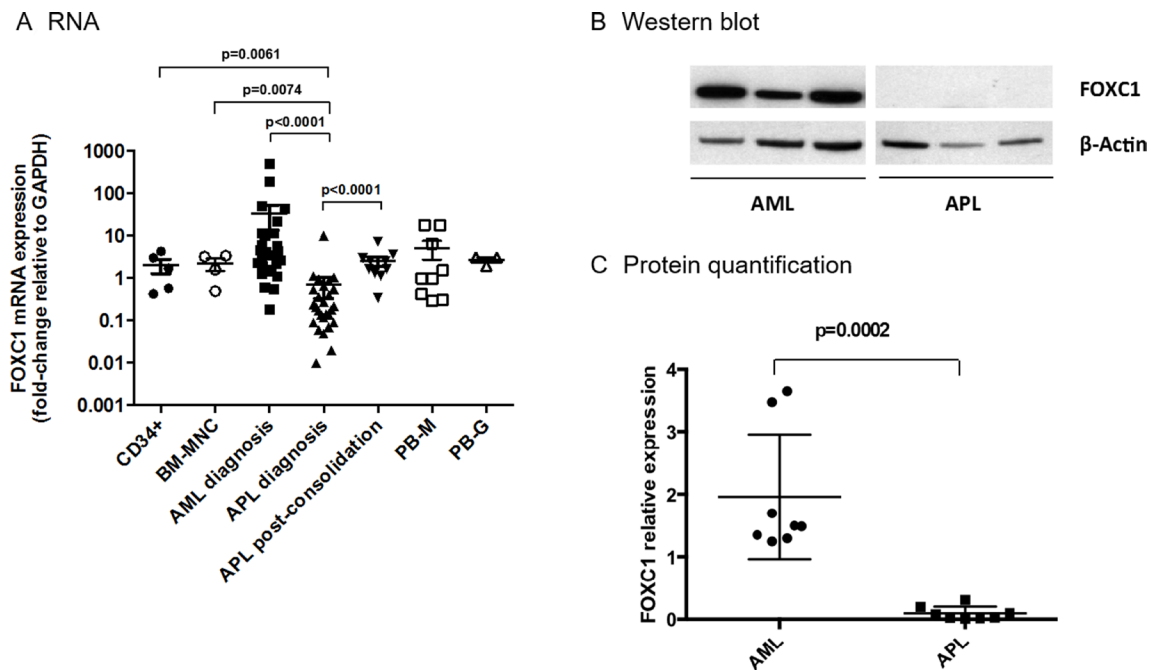 A RNA
p=0.0061
p=0.0074
p<0.0001
p<0.0001
FOXC1 mRNA expression
(fold-change relative to GAPDH)
1000
100
10
1
0.1
0.01
0.001
CD34+
BM-MNC
AML diagnosis
APL diagnosis
APL post-consolidation
PB-M
PB-G
B Western blot
FOXC1
β-Actin
AML
APL
C Protein quantification
p=0.0002
FOXC1 relative expression
4
3
2
1
0
AML
APL